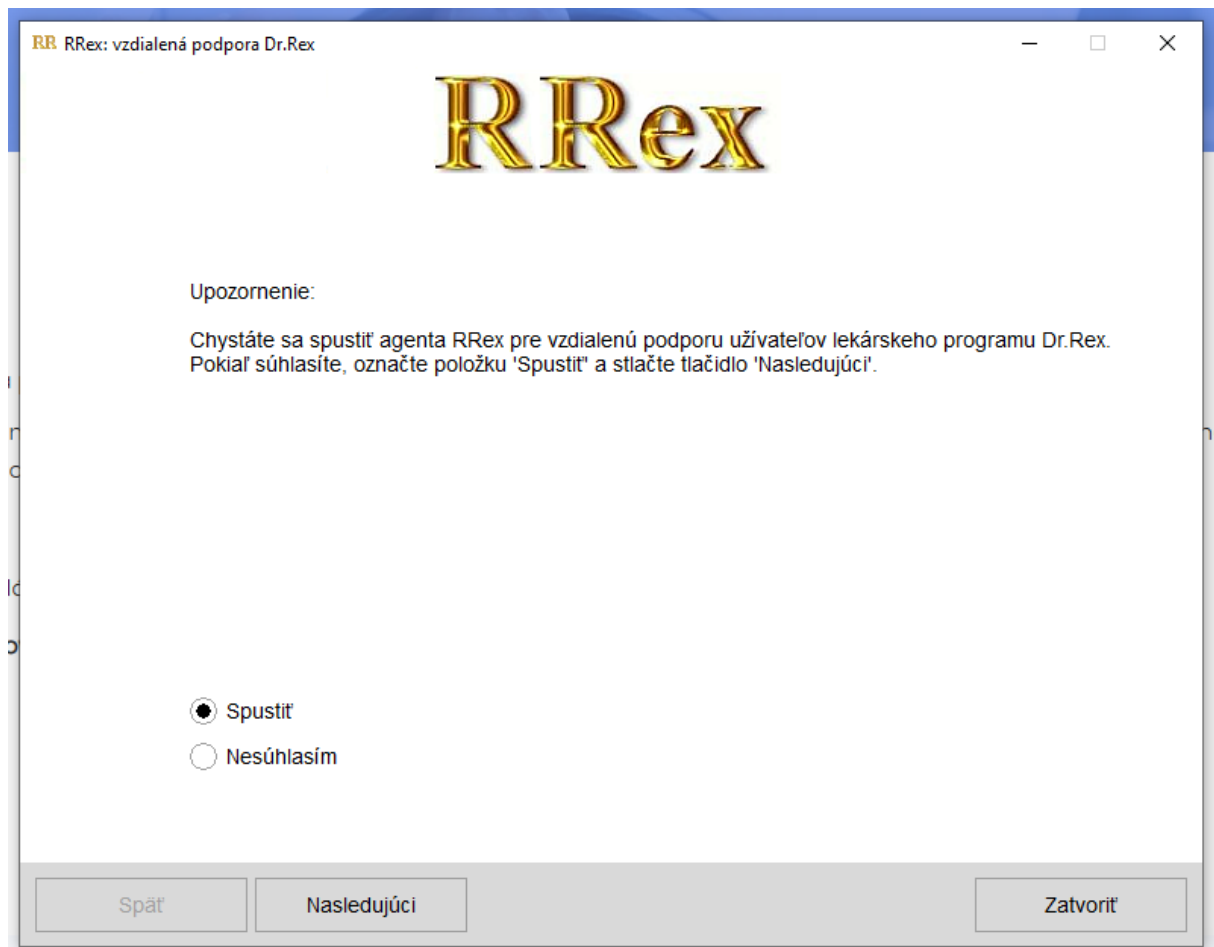 RR RRex: vzdialená podpora Dr.Rex
RRex
Upozornenie:
Chystáte sa spustiť agenta RRex pre vzdialenú podporu užívateľov lekárskeho programu Dr.Rex.
Pokiaľ súhlasíte, označte položku 'Spustiť" a stlačte tlačidlo 'Nasledujúci'.
Spustiť
Nesúhlasím
Späť
Nasledujúci
Zatvoriť